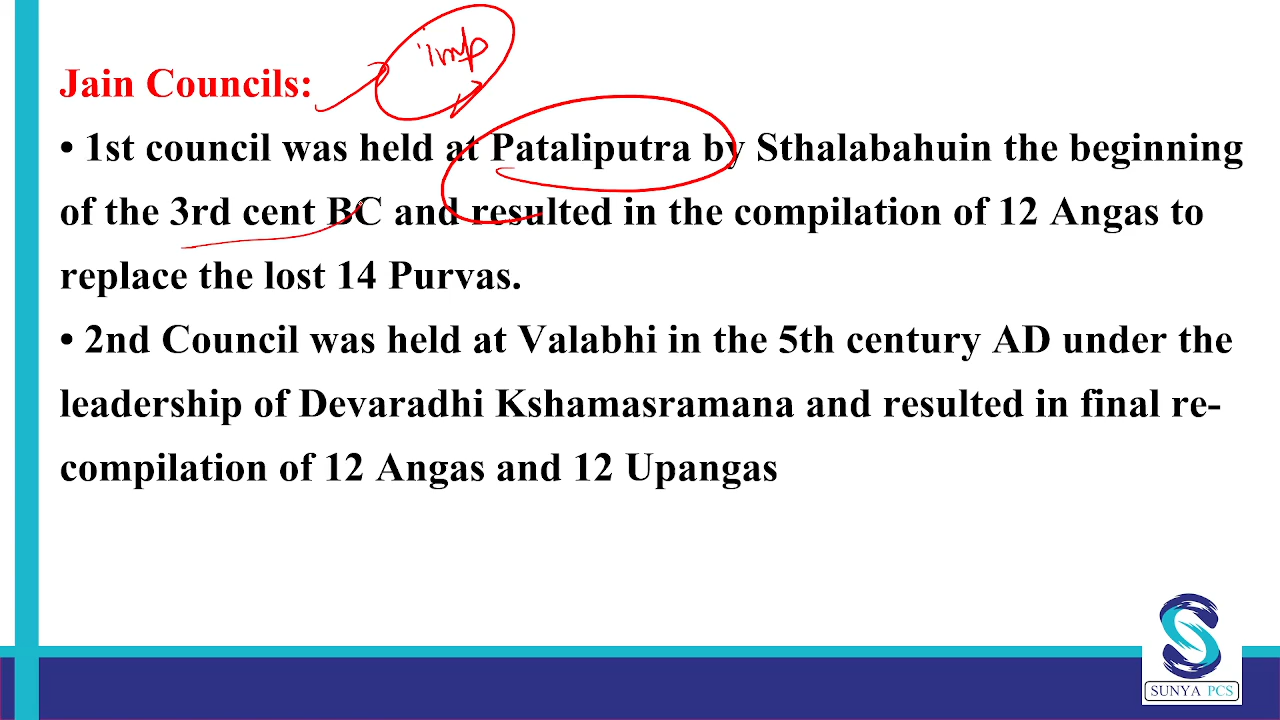 imp
Jain Councils:
• 1st council was held at Pataliputra by Sthalabahuin the beginning
of the 3rd cent BC and resulted in the compilation of 12 Angas to
replace the lost 14 Purvas.
• 2nd Council was held at Valabhi in the 5th century AD under the
leadership of Devaradhi Kshamasramana and resulted in final re-
compilation of 12 Angas and 12 Upangas
SUNYA PCS